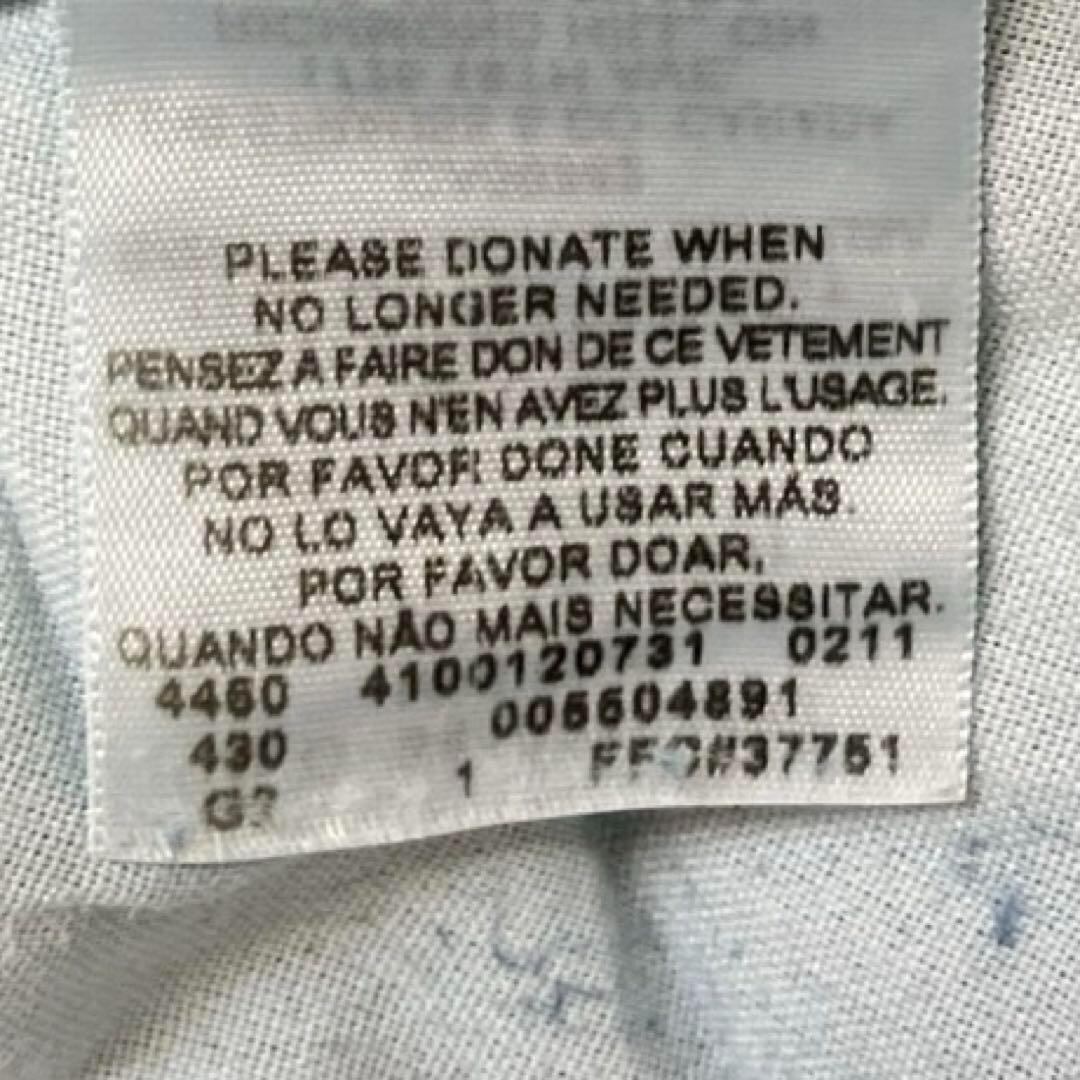 PLEASE DONATE WHEN
NO LONGER NEEDED.
PENSEZ A FAIRE DON DE CE VETEMENT
QUAND VOUS N'EN AVEZ PLUS L'USAGE.
POR FAVOR DONE CUANDO
NO LO VAYA A USAR MÁS.
POR FAVOR DOAR,
QUANDO NÃO MAIS NECESSITAR.
4460 4100120731 0211
430 005604891
1